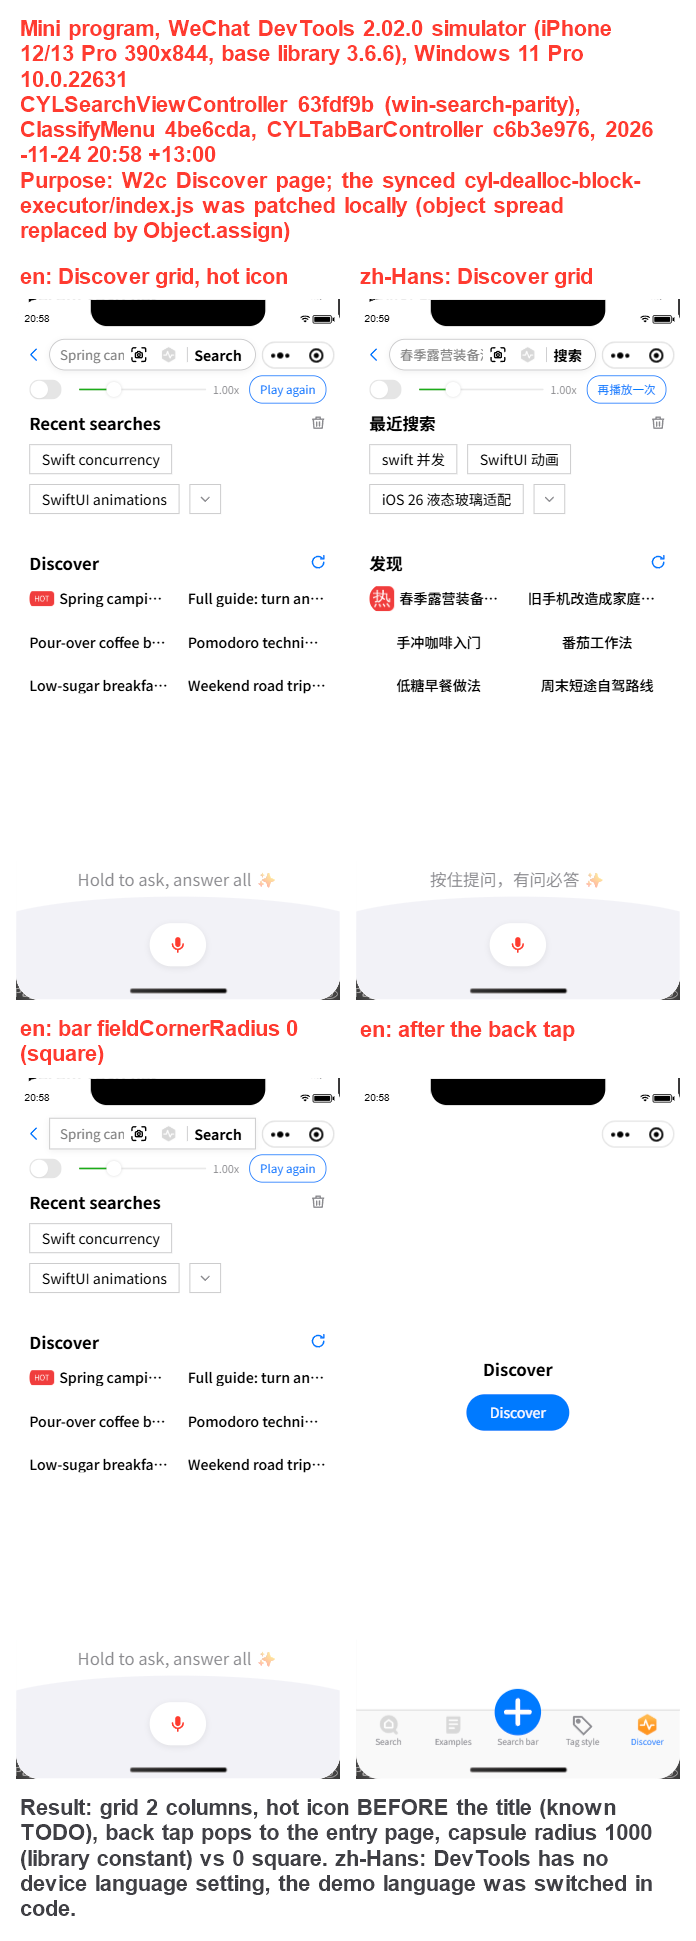 Mini program, WeChat DevTools 2.02.0 simulator (iPhone
12/13 Pro 390x844, base library 3.6.6), Windows 11 Pro
10.0.22631
CYLSearchViewController 63fdf9b (win-search-parity),
ClassifyMenu 4be6cda, CYLTabBarController c6b3e976, 2026
-11-24 20:58 +13:00
Purpose: W2c Discover page; the synced cyl-dealloc-block-
executor/index.js was patched locally (object spread
replaced by Object.assign)
en: Discover grid, hot icon
20:58
Spring can
Search
1.00x
Play again
Recent searches
Swift concurrency
SwiftUI animations
Discover
HOT Spring campi···
Full guide: turn an···
Pour-over coffee b···
Pomodoro techni···
Low-sugar breakfa···
Weekend road trip···
Hold to ask, answer all ✨
zh-Hans: Discover grid
20:59
春季露营装备
搜索
1.00x
再播放一次
最近搜索
swift 并发
SwiftUI 动画
iOS 26 液态玻璃适配
发现
热 春季露营装备···
旧手机改造成家庭···
手冲咖啡入门
番茄工作法
低糖早餐做法
周末短途自驾路线
按住提问，有问必答 ✨
en: bar fieldCornerRadius 0
(square)
20:58
Spring can
Search
1.00x
Play again
Recent searches
Swift concurrency
SwiftUI animations
Discover
HOT Spring campi···
Full guide: turn an···
Pour-over coffee b···
Pomodoro techni···
Low-sugar breakfa···
Weekend road trip···
Hold to ask, answer all ✨
en: after the back tap
20:58
Discover
Discover
Search
Examples
Search bar
Tag style
Discover
Result: grid 2 columns, hot icon BEFORE the title (known
TODO), back tap pops to the entry page, capsule radius 1000
(library constant) vs 0 square. zh-Hans: DevTools has no
device language setting, the demo language was switched in
code.